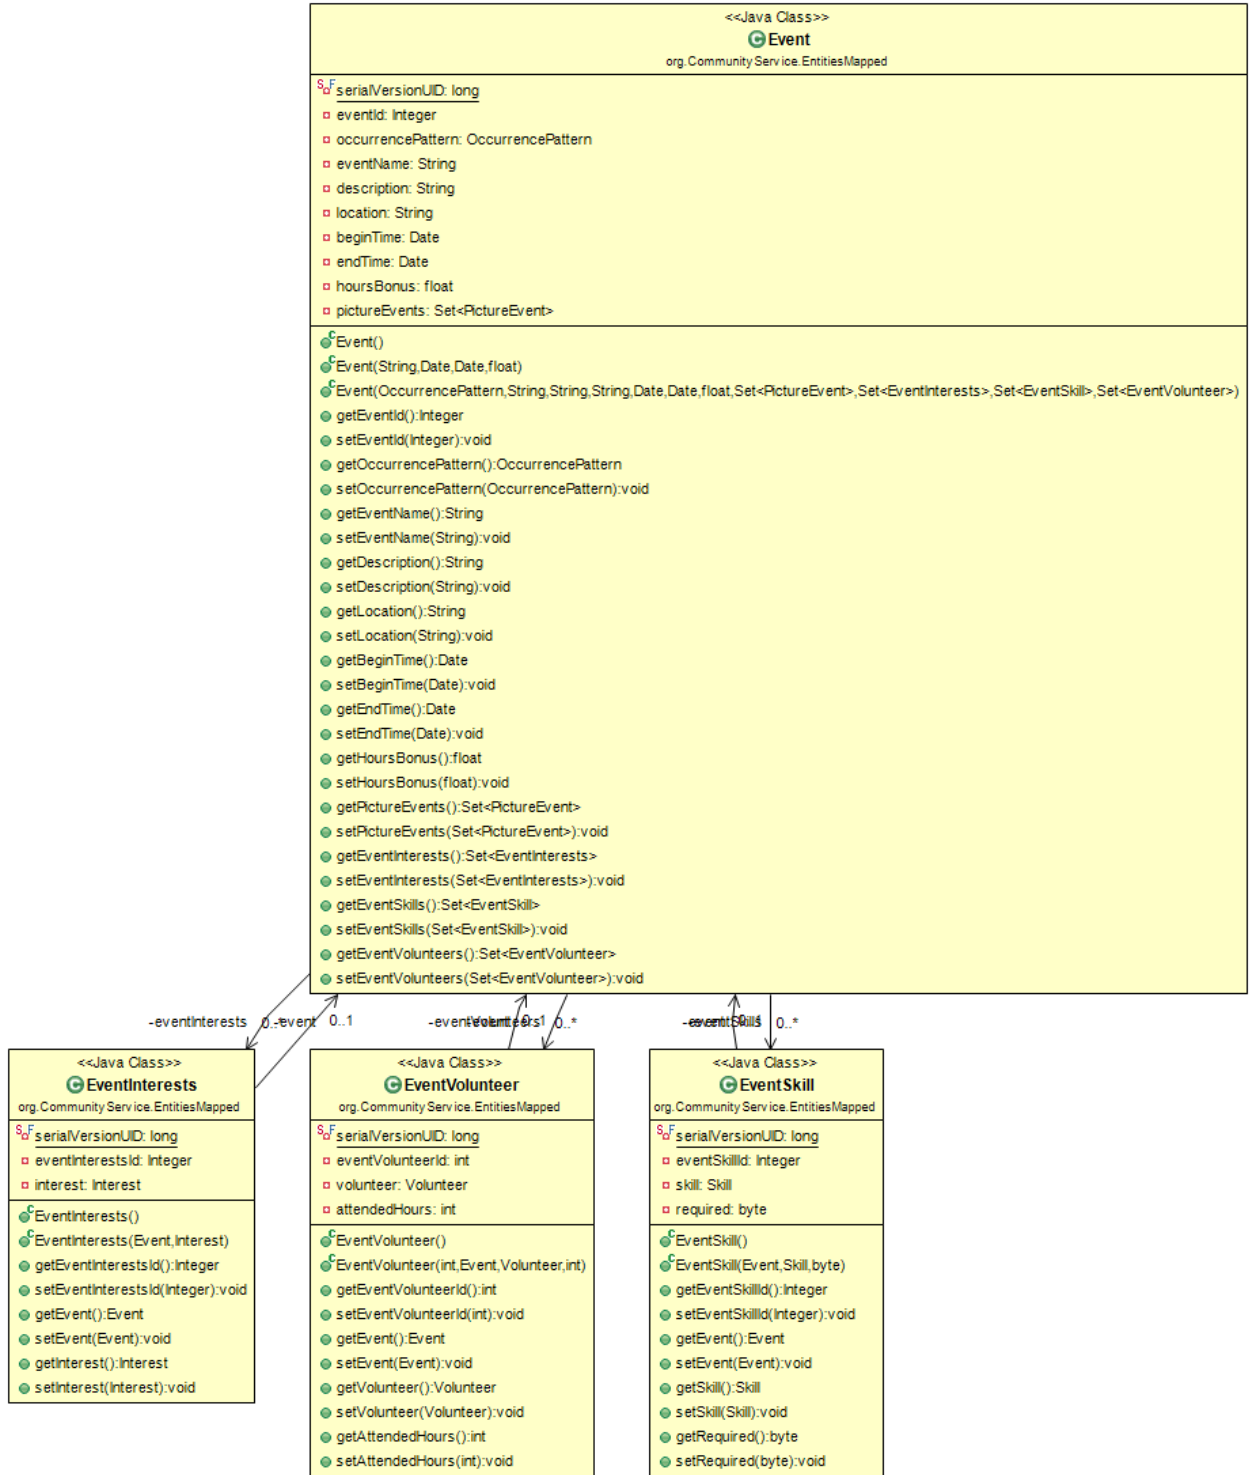 <<Java Class>>
Event
org.CommunityService.EntitiesMapped
serialVersionUID: long
eventId: Integer
occurrencePattern: OccurrencePattern
eventName: String
description: String
location: String
beginTime: Date
endTime: Date
hoursBonus: float
pictureEvents: Set<PictureEvent>
Event()
Event(String,Date,Date,float)
Event(OccurrencePattern,String,String,String,Date,Date,float,Set<PictureEvent>,Set<EventInterests>,Set<EventSkill>,Set<EventVolunteer>)
getEventId():Integer
setEventId(Integer):void
getOccurrencePattern():OccurrencePattern
setOccurrencePattern(OccurrencePattern):void
getEventName():String
setEventName(String):void
getDescription():String
setDescription(String):void
getLocation():String
setLocation(String):void
getBeginTime():Date
setBeginTime(Date):void
getEndTime():Date
setEndTime(Date):void
getHoursBonus():float
setHoursBonus(float):void
getPictureEvents():Set<PictureEvent>
setPictureEvents(Set<PictureEvent>):void
getEventInterests():Set<EventInterests>
setEventInterests(Set<EventInterests>):void
getEventSkills():Set<EventSkill>
setEventSkills(Set<EventSkill>):void
getEventVolunteers():Set<EventVolunteer>
setEventVolunteers(Set<EventVolunteer>):void
-eventInterests 0..* -event 0..1
-eventVolunteers -event 0..1 0..*
-eventSkills -event 0..1 0..*
<<Java Class>>
EventInterests
org.CommunityService.EntitiesMapped
serialVersionUID: long
eventInterestsId: Integer
interest: Interest
EventInterests()
EventInterests(Event,Interest)
getEventInterestsId():Integer
setEventInterestsId(Integer):void
getEvent():Event
setEvent(Event):void
getInterest():Interest
setInterest(Interest):void
<<Java Class>>
EventVolunteer
org.CommunityService.EntitiesMapped
serialVersionUID: long
eventVolunteerId: int
volunteer: Volunteer
attendedHours: int
EventVolunteer()
EventVolunteer(int,Event,Volunteer,int)
getEventVolunteerId():int
setEventVolunteerId(int):void
getEvent():Event
setEvent(Event):void
getVolunteer():Volunteer
setVolunteer(Volunteer):void
getAttendedHours():int
setAttendedHours(int):void
<<Java Class>>
EventSkill
org.CommunityService.EntitiesMapped
serialVersionUID: long
eventSkillId: Integer
skill: Skill
required: byte
EventSkill()
EventSkill(Event,Skill,byte)
getEventSkillId():Integer
setEventSkillId(Integer):void
getEvent():Event
setEvent(Event):void
getSkill():Skill
setSkill(Skill):void
getRequired():byte
setRequired(byte):void